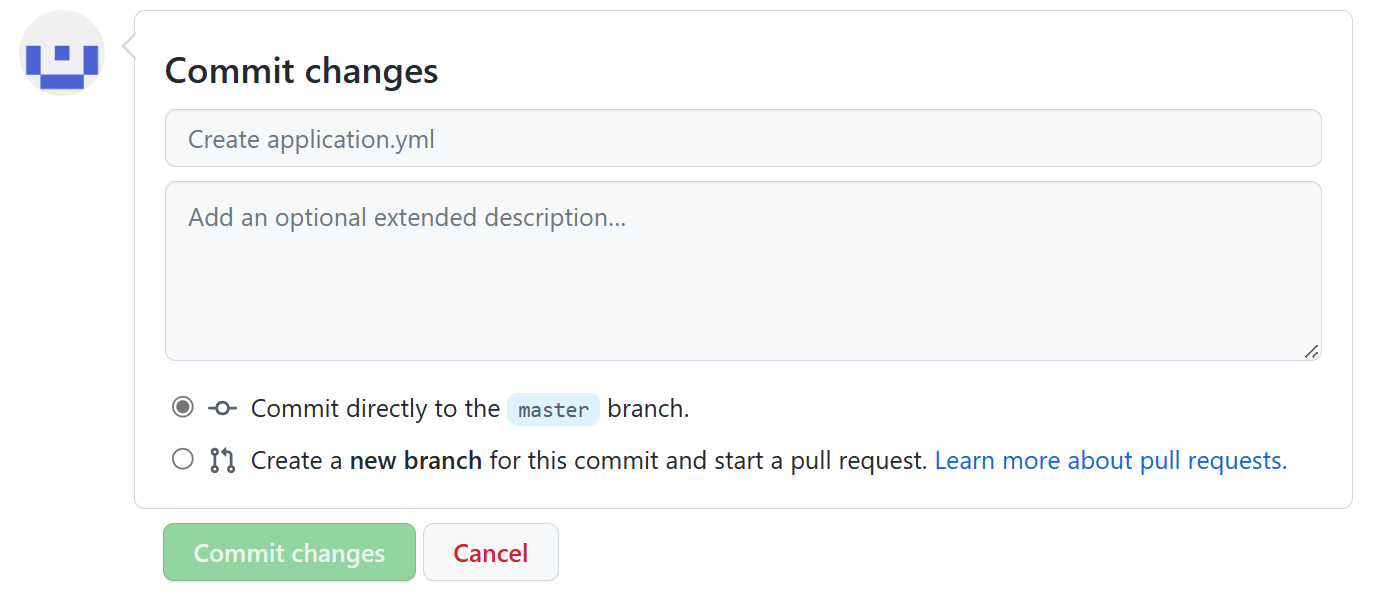 Commit changes
Create application.yml
Add an optional extended description...
Commit directly to the master branch.
Create a new branch for this commit and start a pull request. Learn more about pull requests.
Commit changes Cancel